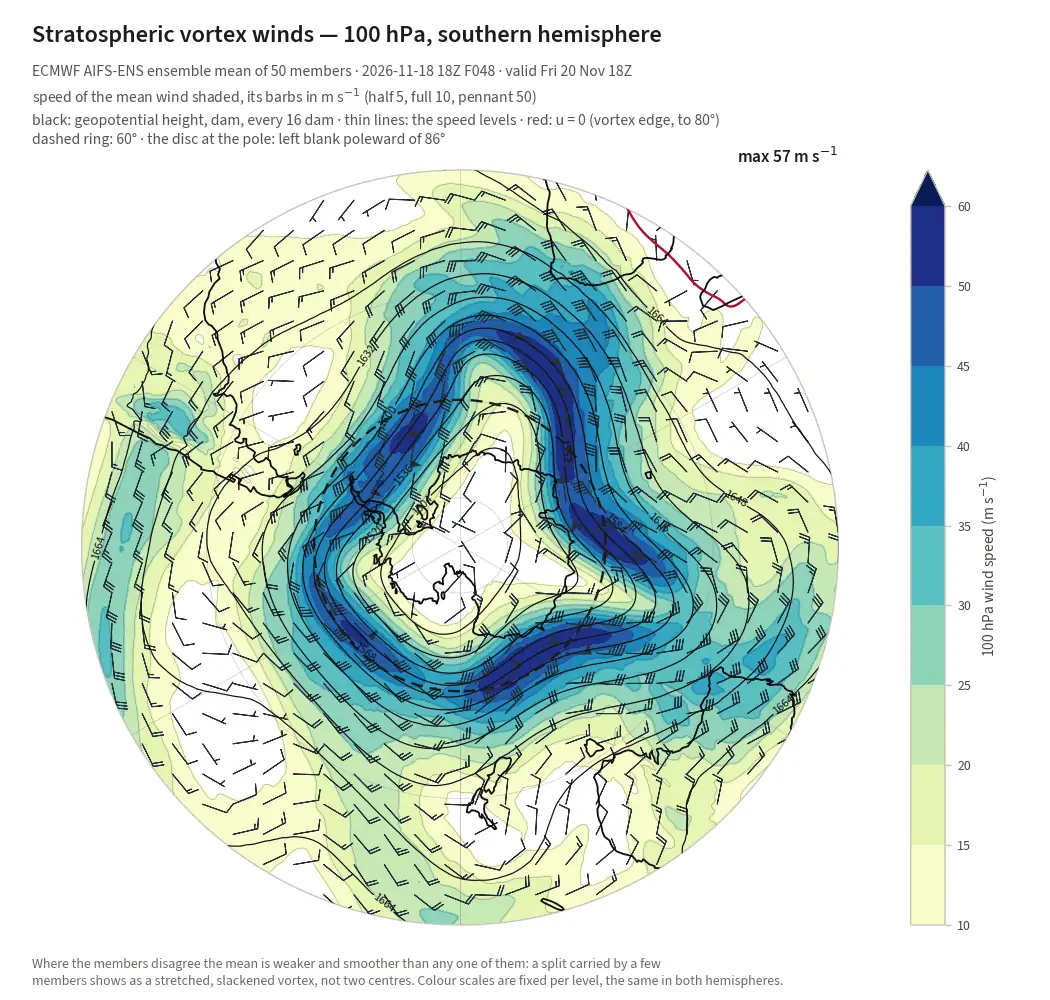 Stratospheric vortex winds — 100 hPa, southern hemisphere
ECMWF AIFS-ENS ensemble mean of 50 members · 2026-11-18 18Z F048 · valid Fri 20 Nov 18Z
speed of the mean wind shaded, its barbs in m s⁻¹ (half 5, full 10, pennant 50)
black: geopotential height, dam, every 16 dam · thin lines: the speed levels · red: u = 0 (vortex edge, to 80°)
dashed ring: 60° · the disc at the pole: left blank poleward of 86°
max 57 m s⁻¹
60
50
45
40
35
30
25
20
15
10
100 hPa wind speed (m s⁻¹)
1664
1632
1648
1664
1664
1664
Where the members disagree the mean is weaker and smoother than any one of them: a split carried by a few
members shows as a stretched, slackened vortex, not two centres. Colour scales are fixed per level, the same in both hemispheres.